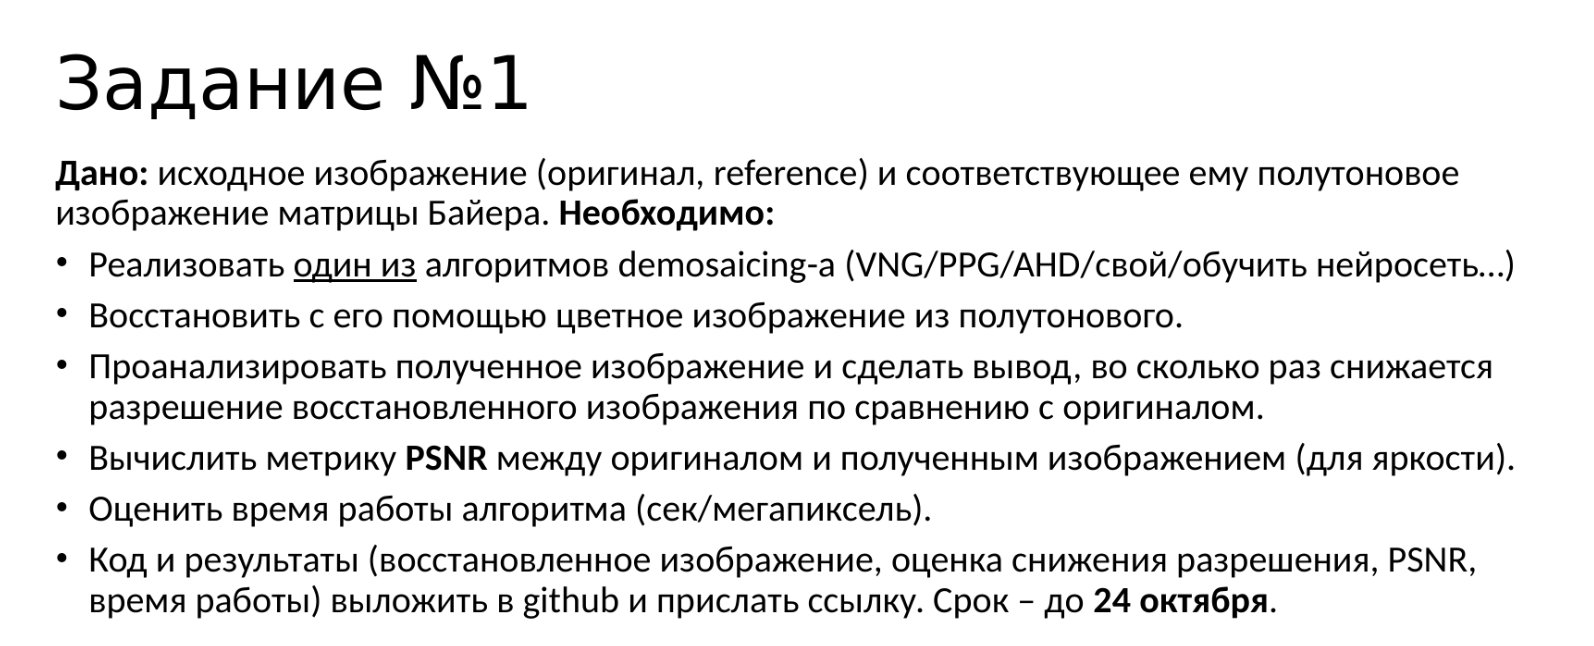 Задание №1
Дано: исходное изображение (оригинал, reference) и соответствующее ему полутоновое
изображение матрицы Байера. Необходимо:
• Реализовать один из алгоритмов demosaicing-а (VNG/PPG/AHD/свой/обучить нейросеть...)
• Восстановить с его помощью цветное изображение из полутонового.
• Проанализировать полученное изображение и сделать вывод, во сколько раз снижается
разрешение восстановленного изображения по сравнению с оригиналом.
• Вычислить метрику PSNR между оригиналом и полученным изображением (для яркости).
• Оценить время работы алгоритма (сек/мегапиксель).
• Код и результаты (восстановленное изображение, оценка снижения разрешения, PSNR,
время работы) выложить в github и прислать ссылку. Срок – до 24 октября.